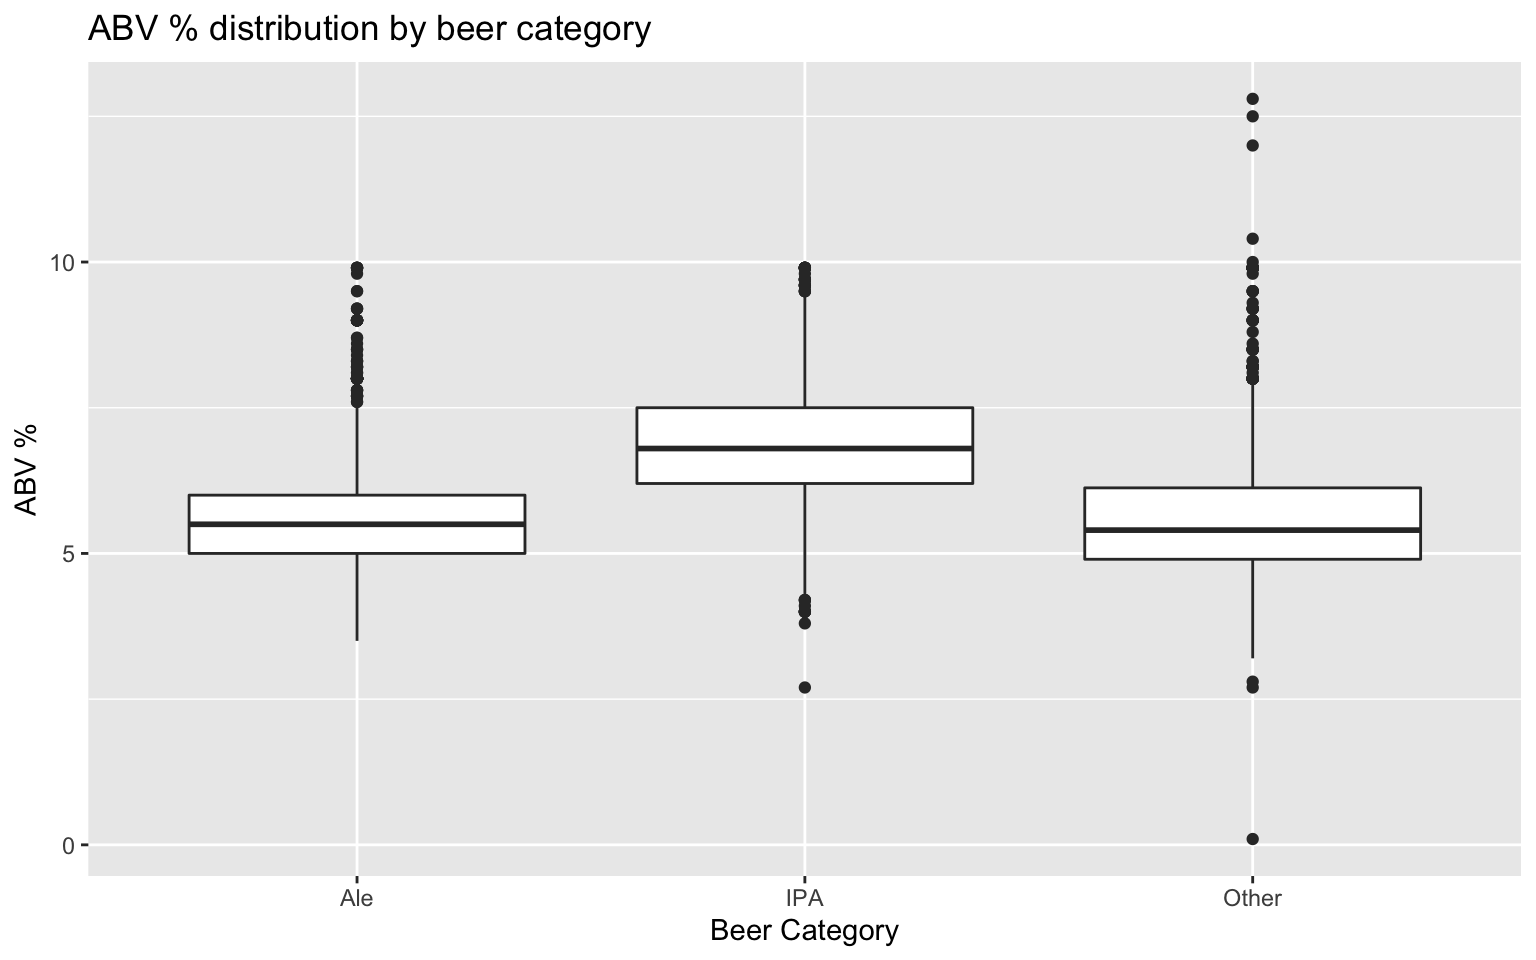 ABV % distribution by beer category
ABV %
10
5
0
Ale
IPA
Other
Beer Category